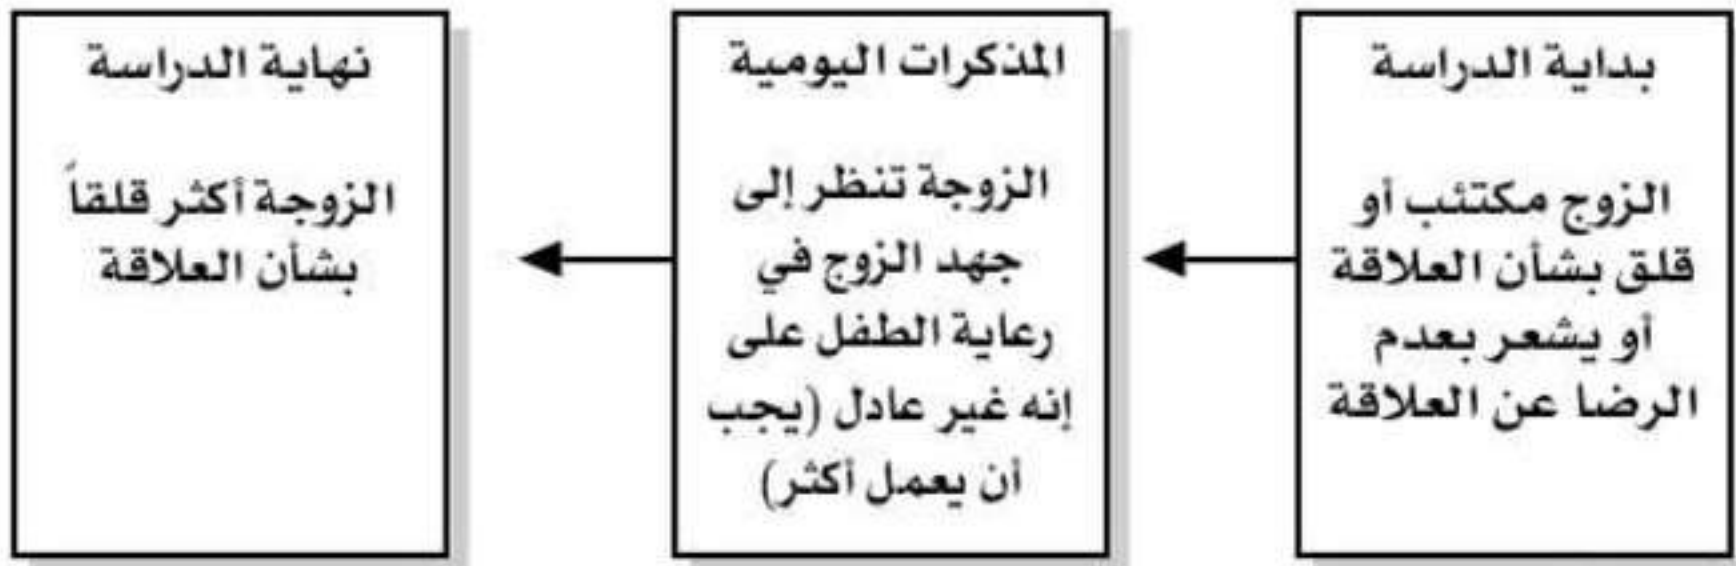 بداية الدراسة
الزوج مكتئب أو
قلق بشأن العلاقة
أو يشعر بعدم
الرضا عن العلاقة
المذكرات اليومية
الزوجة تنظر إلى
جهد الزوج في
رعاية الطفل على
إنه غير عادل (يجب
أن يعمل أكثر)
نهاية الدراسة
الزوجة أكثر قلقاً
بشأن العلاقة